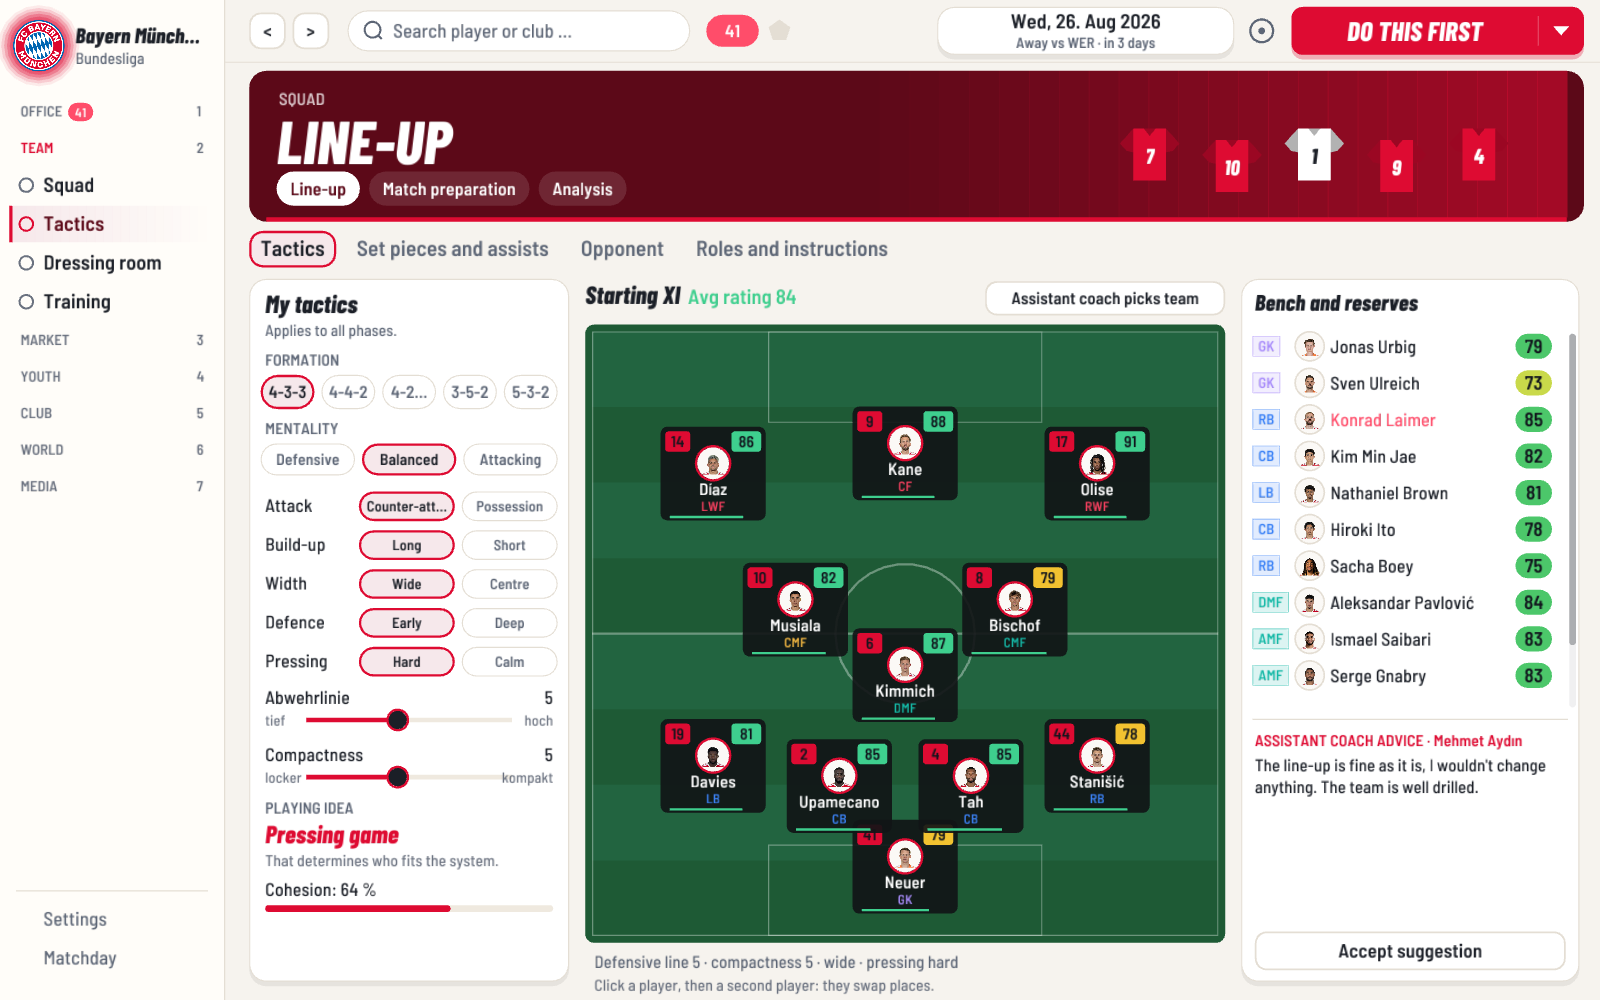 Bayern Münch...
Bundesliga
OFFICE 41 1
TEAM 2
Squad
Tactics
Dressing room
Training
MARKET 3
YOUTH 4
CLUB 5
WORLD 6
MEDIA 7
Settings
Matchday
< >
Search player or club ...
41
Wed, 26. Aug 2026
Away vs WER · in 3 days
DO THIS FIRST
SQUAD
LINE-UP
Line-up Match preparation Analysis
7 10 1 9 4
Tactics Set pieces and assists Opponent Roles and instructions
My tactics
Applies to all phases.
FORMATION
4-3-3 4-4-2 4-2... 3-5-2 5-3-2
MENTALITY
Defensive Balanced Attacking
Attack Counter-att... Possession
Build-up Long Short
Width Wide Centre
Defence Early Deep
Pressing Hard Calm
Abwehrlinie 5
tief hoch
Compactness 5
locker kompakt
PLAYING IDEA
Pressing game
That determines who fits the system.
Cohesion: 64 %
Starting XI Avg rating 84
Assistant coach picks team
9 88
Kane
CF
14 86
Díaz
LWF
17 91
Olise
RWF
10 82
Musiala
CMF
8 79
Bischof
CMF
6 87
Kimmich
DMF
19 81
Davies
LB
2 85
Upamecano
CB
4 85
Tah
CB
44 78
Stanišić
RB
41 79
Neuer
GK
Defensive line 5 · compactness 5 · wide · pressing hard
Click a player, then a second player: they swap places.
Bench and reserves
GK Jonas Urbig 79
GK Sven Ulreich 73
RB Konrad Laimer 85
CB Kim Min Jae 82
LB Nathaniel Brown 81
CB Hiroki Ito 78
RB Sacha Boey 75
DMF Aleksandar Pavlović 84
AMF Ismael Saibari 83
AMF Serge Gnabry 83
ASSISTANT COACH ADVICE · Mehmet Aydın
The line-up is fine as it is, I wouldn't change
anything. The team is well drilled.
Accept suggestion